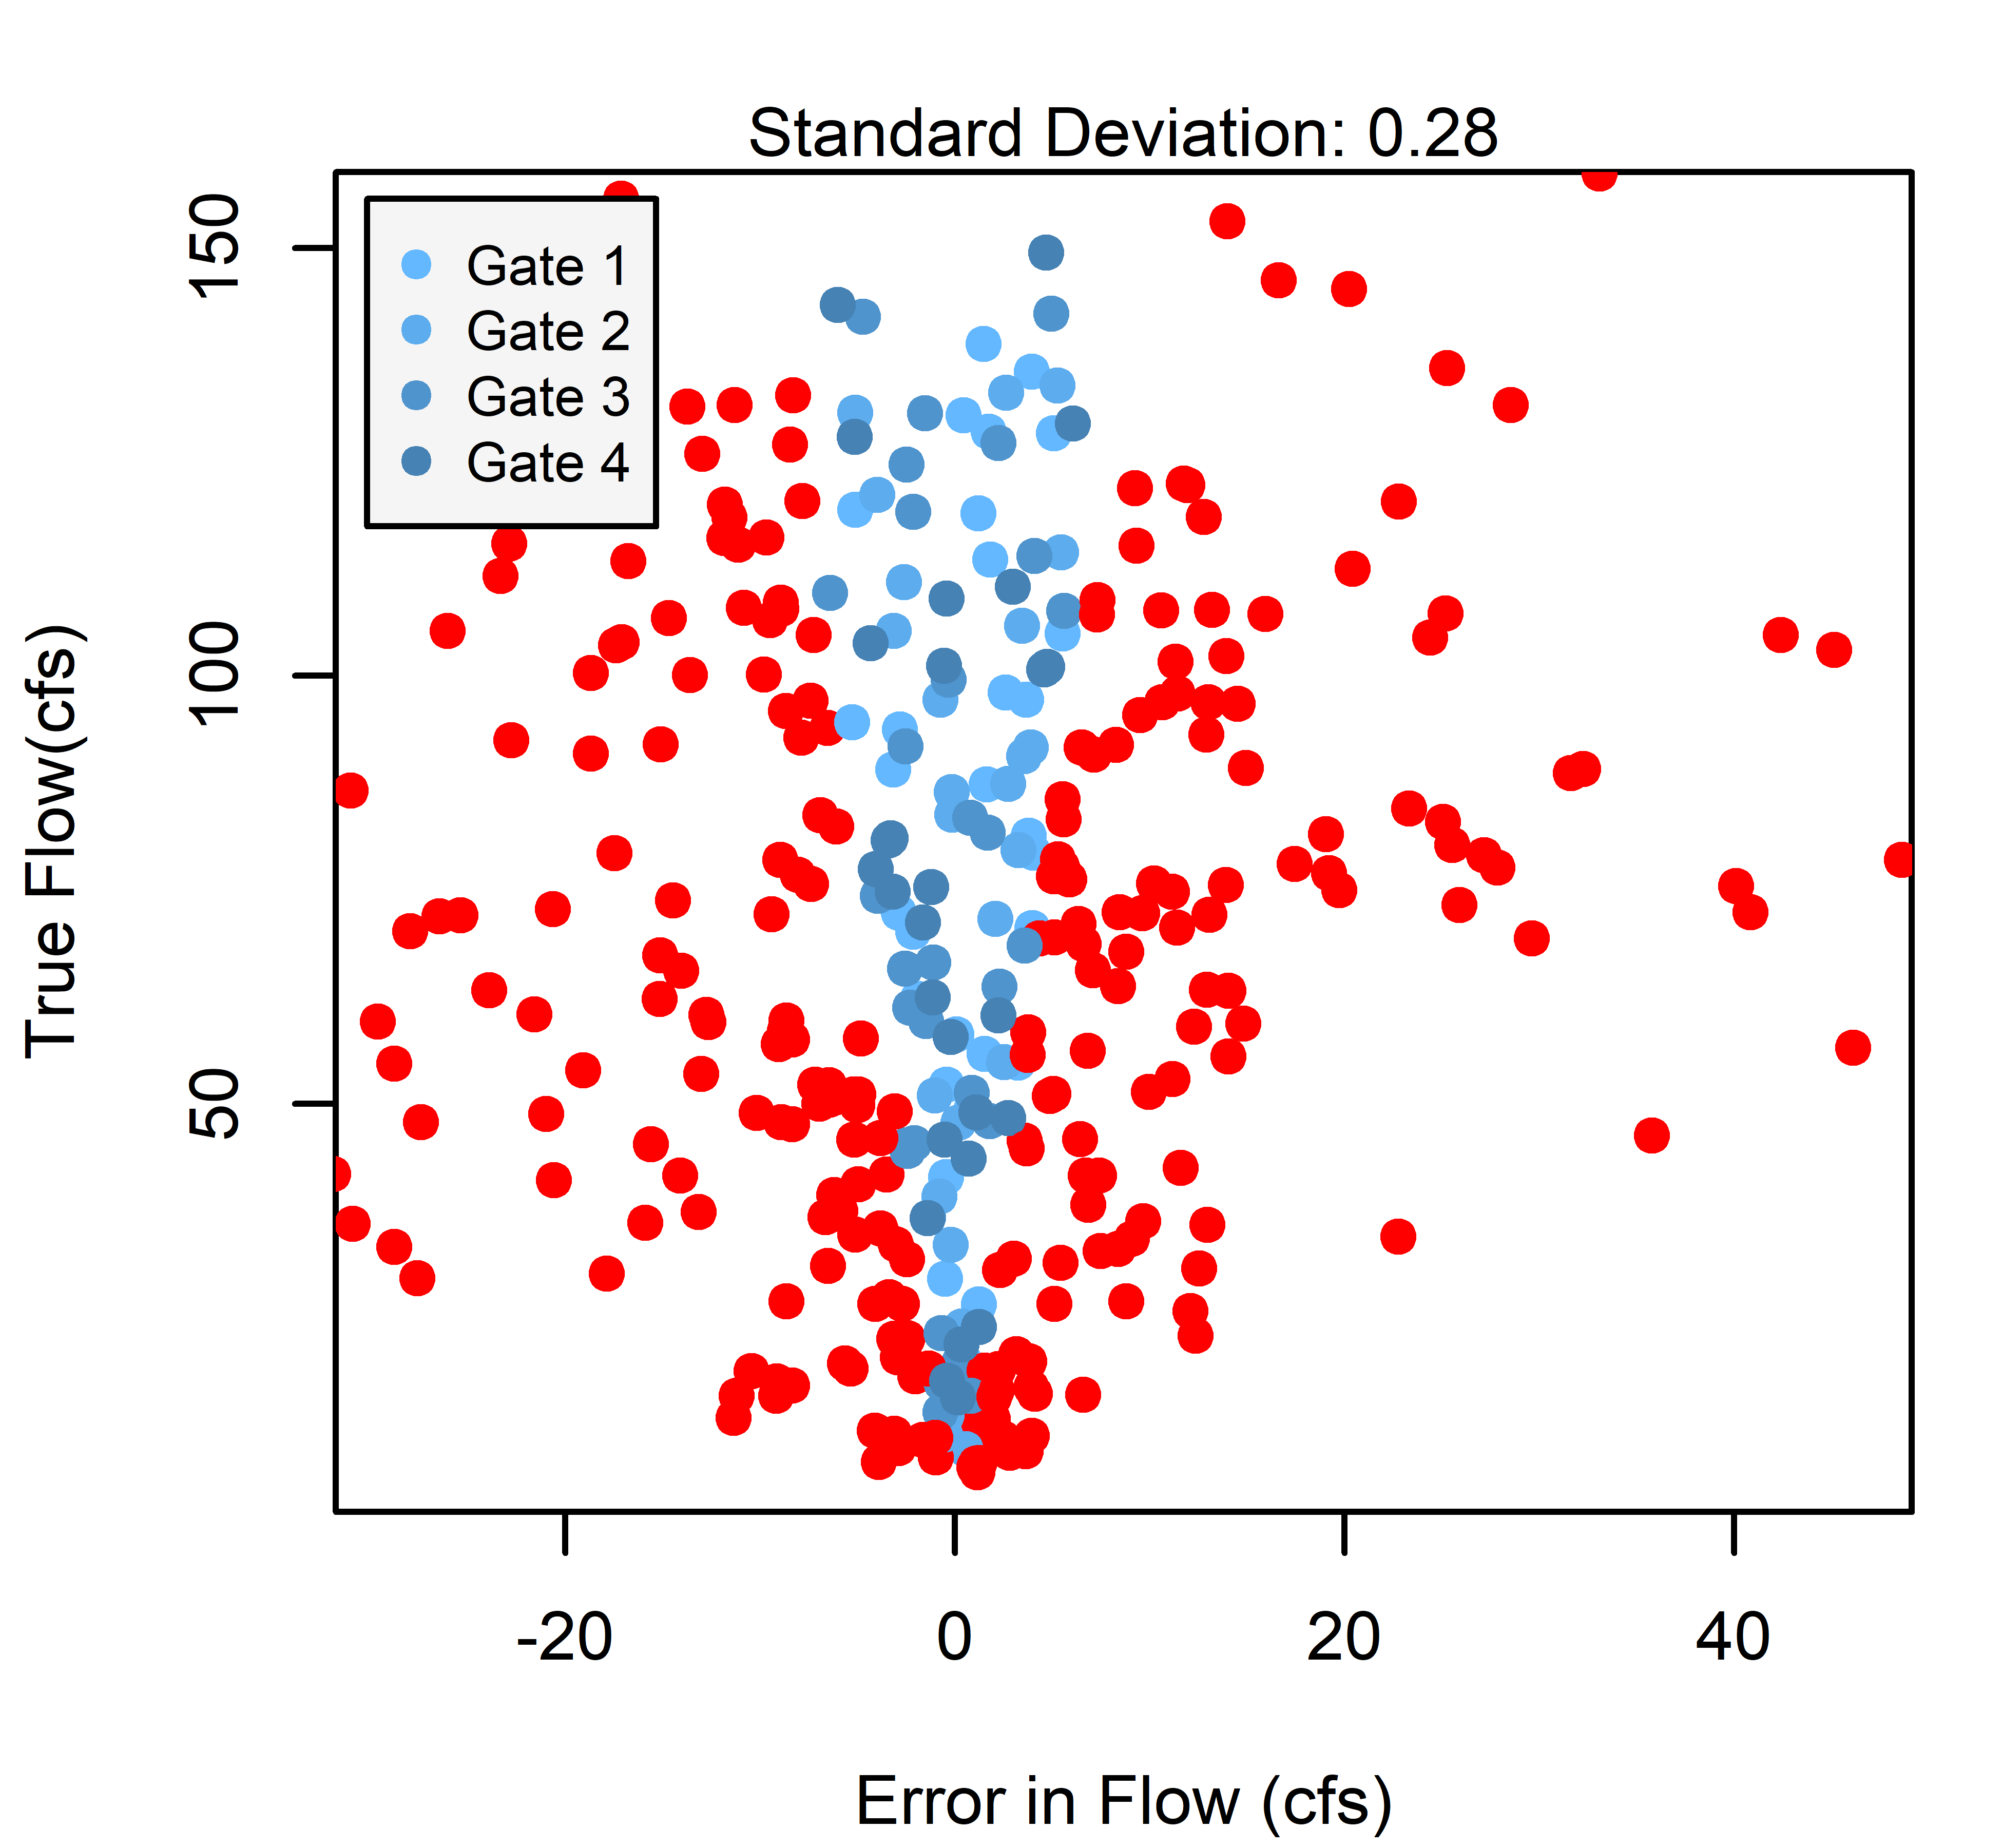 Standard Deviation: 0.28
Gate 1
Gate 2
Gate 3
Gate 4
True Flow(cfs)
150
100
50
-20 0 20 40
Error in Flow (cfs)